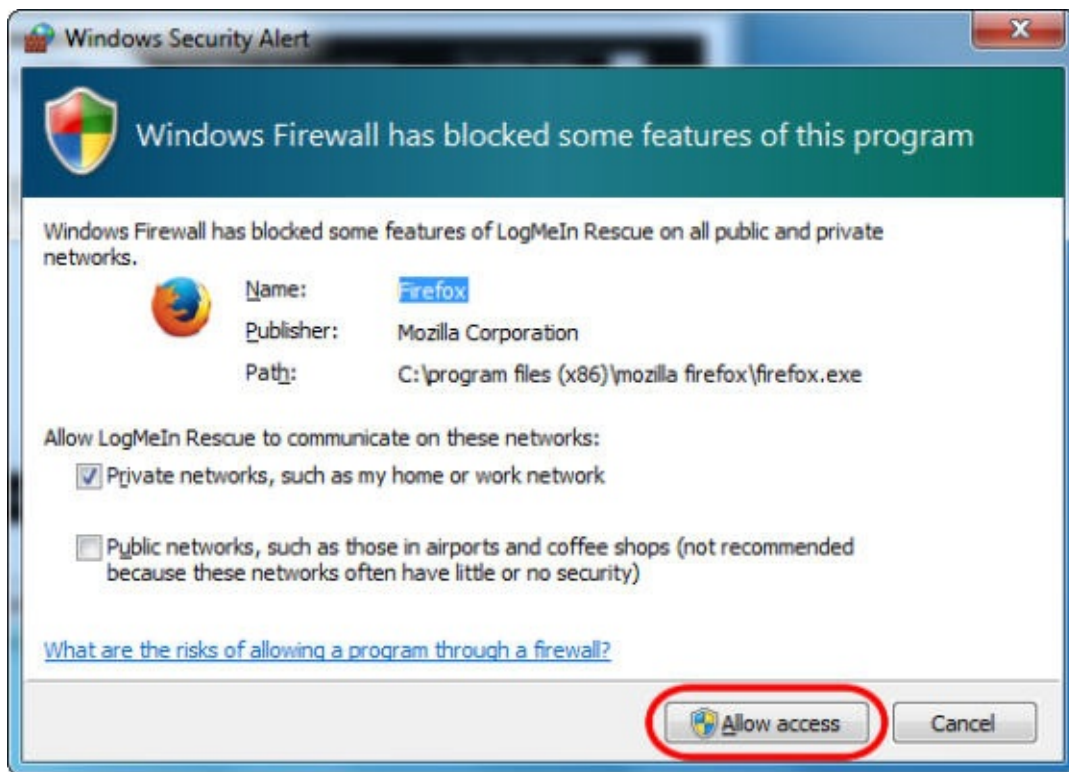 Windows Security Alert
Windows Firewall has blocked some features of this program
Windows Firewall has blocked some features of LogMeIn Rescue on all public and private
networks.
Name: Firefox
Publisher: Mozilla Corporation
Path: C:\program files (x86)\mozilla firefox\firefox.exe
Allow LogMeIn Rescue to communicate on these networks:
Private networks, such as my home or work network
Public networks, such as those in airports and coffee shops (not recommended
because these networks often have little or no security)
What are the risks of allowing a program through a firewall?
Allow access Cancel